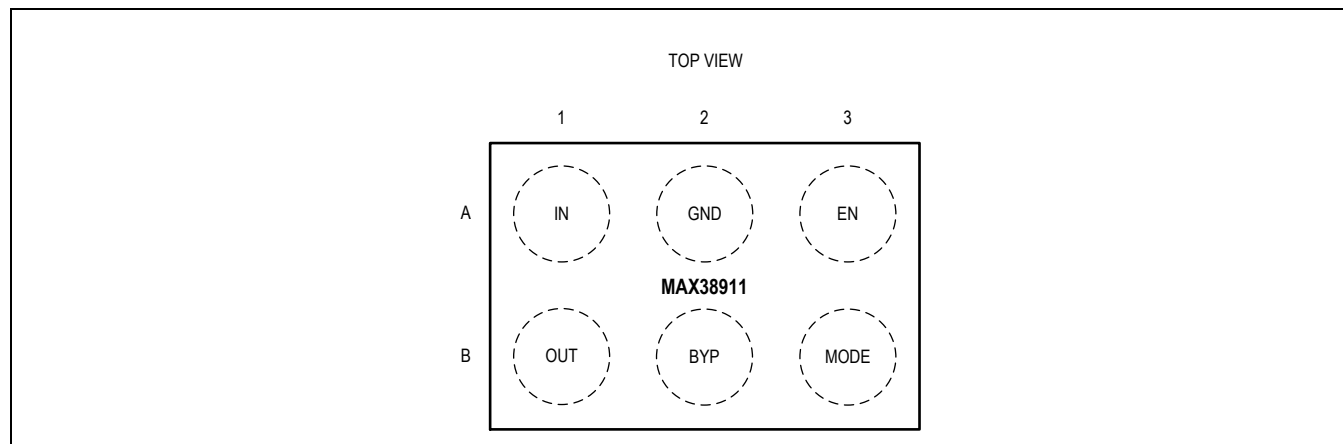 TOP VIEW
1 2 3
A IN GND EN
MAX38911
B OUT BYP MODE